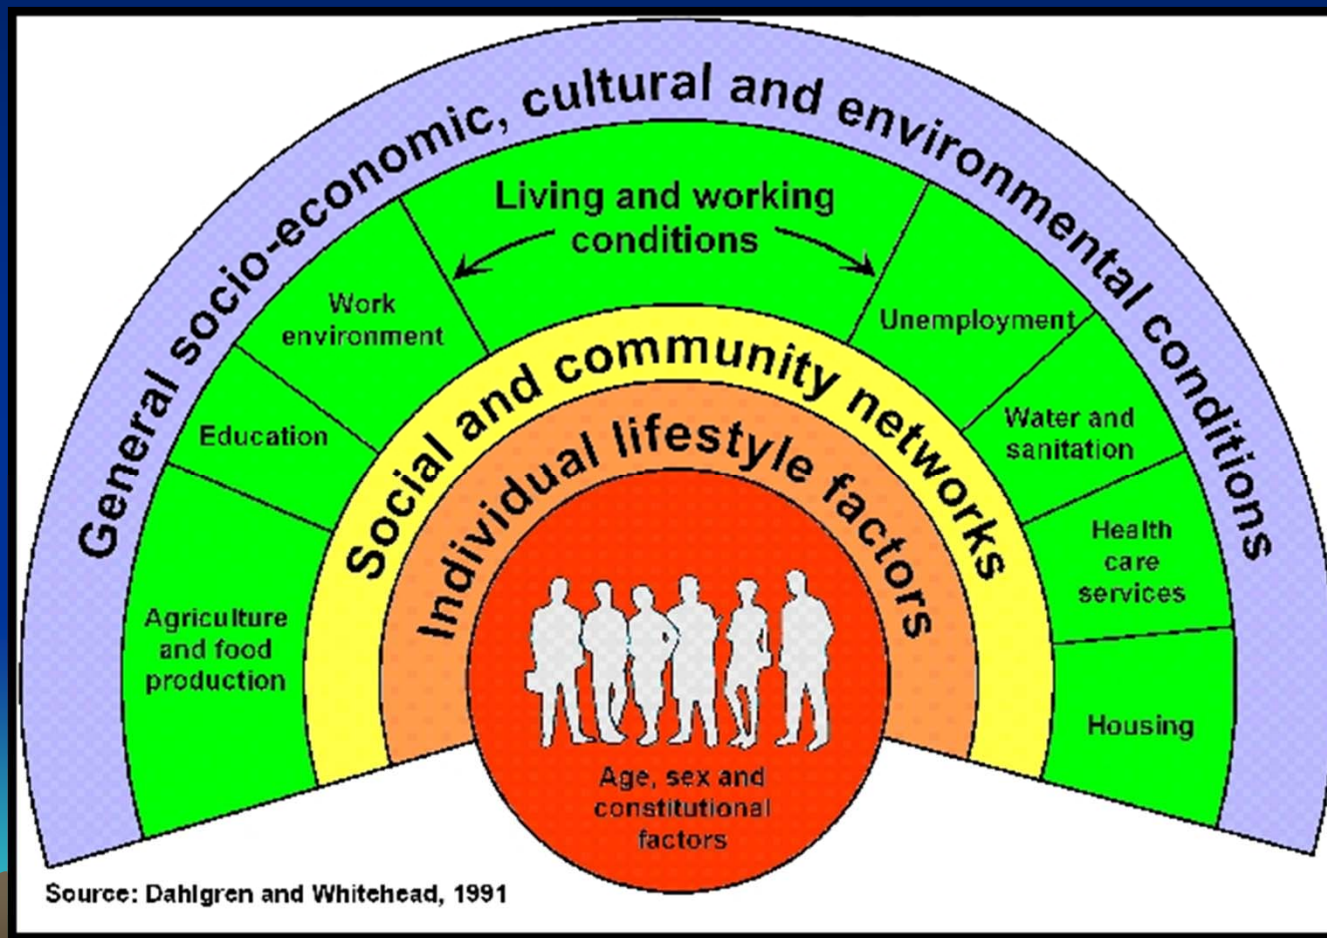 General socio-economic, cultural and environmental conditions
Living and working
conditions
Work
environment
Unemployment
Education
Water and
sanitation
Agriculture
and food
production
Health
care
services
Housing
Social and community networks
Individual lifestyle factors
Age, sex and
constitutional
factors
Source: Dahlgren and Whitehead, 1991